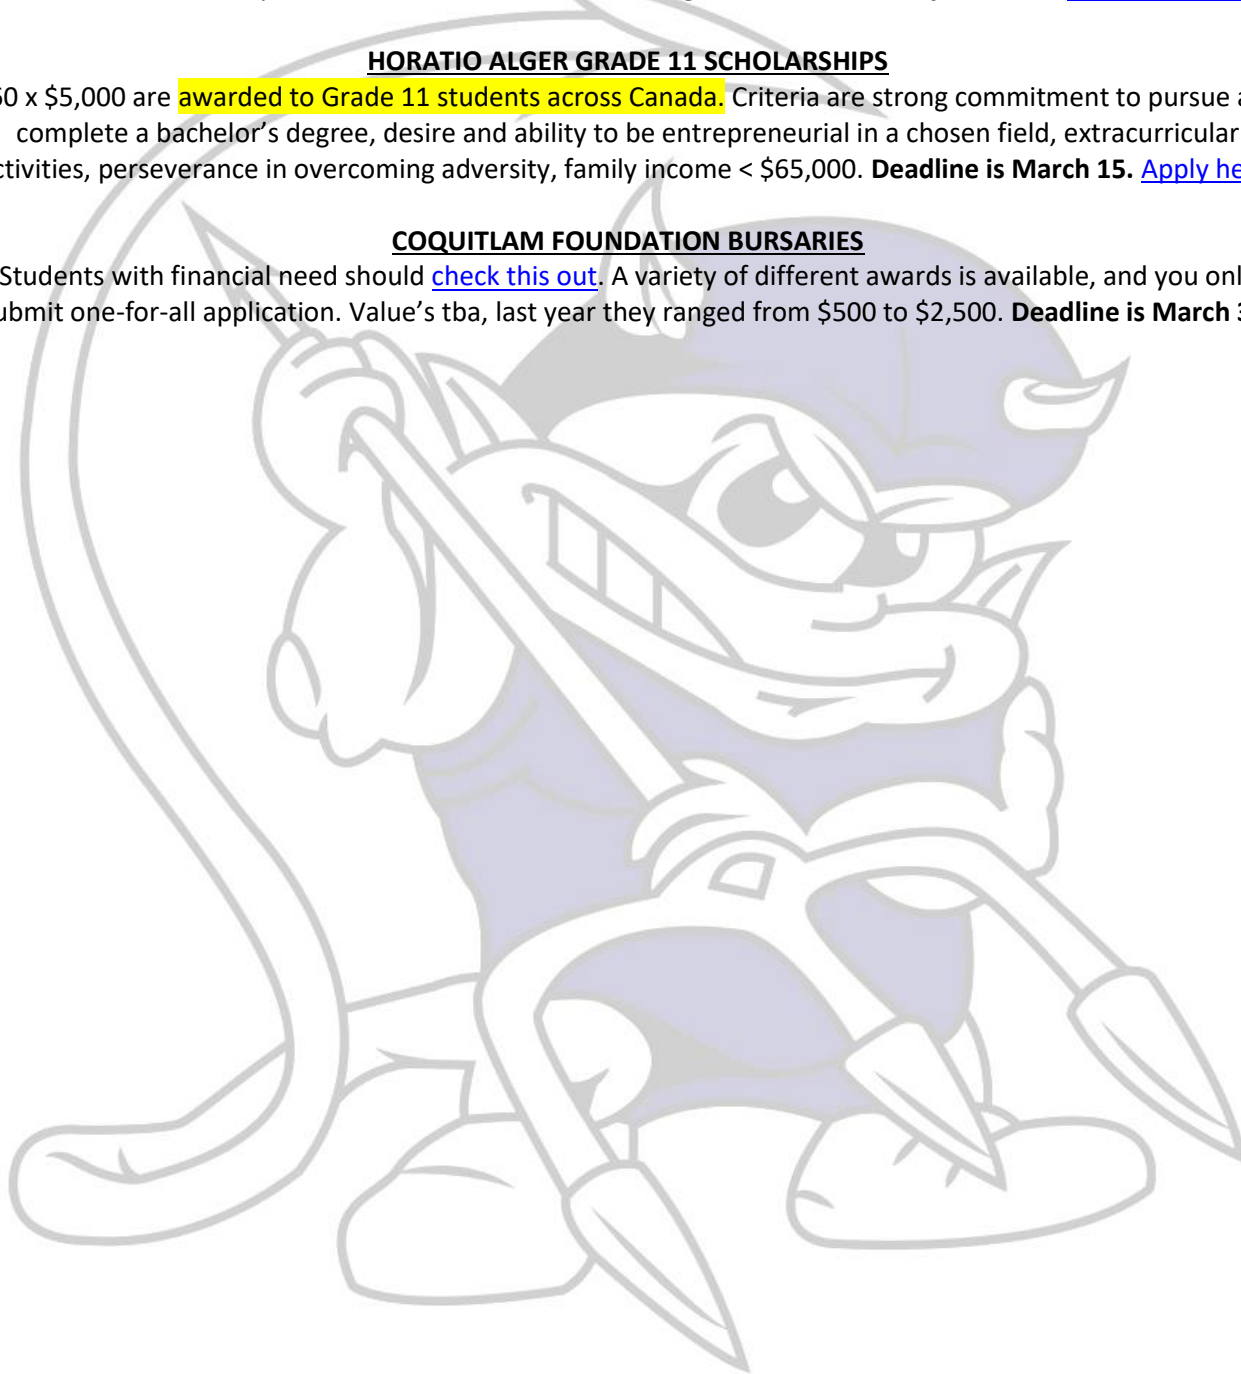 HORATIO ALGER GRADE 11 SCHOLARSHIPS
x $5,000 are awarded to Grade 11 students across Canada. Criteria are strong commitment to pursue
complete a bachelor’s degree, desire and ability to be entrepreneurial in a chosen field, extracurricular
perseverance in overcoming adversity, family income < $65,000. Deadline is March 15. Apply
COQUITLAM FOUNDATION BURSARIES
Students with financial need should check this out. A variety of different awards is available, and you
one-for-all application. Value’s tba, last year they ranged from $500 to $2,500. Deadline is March